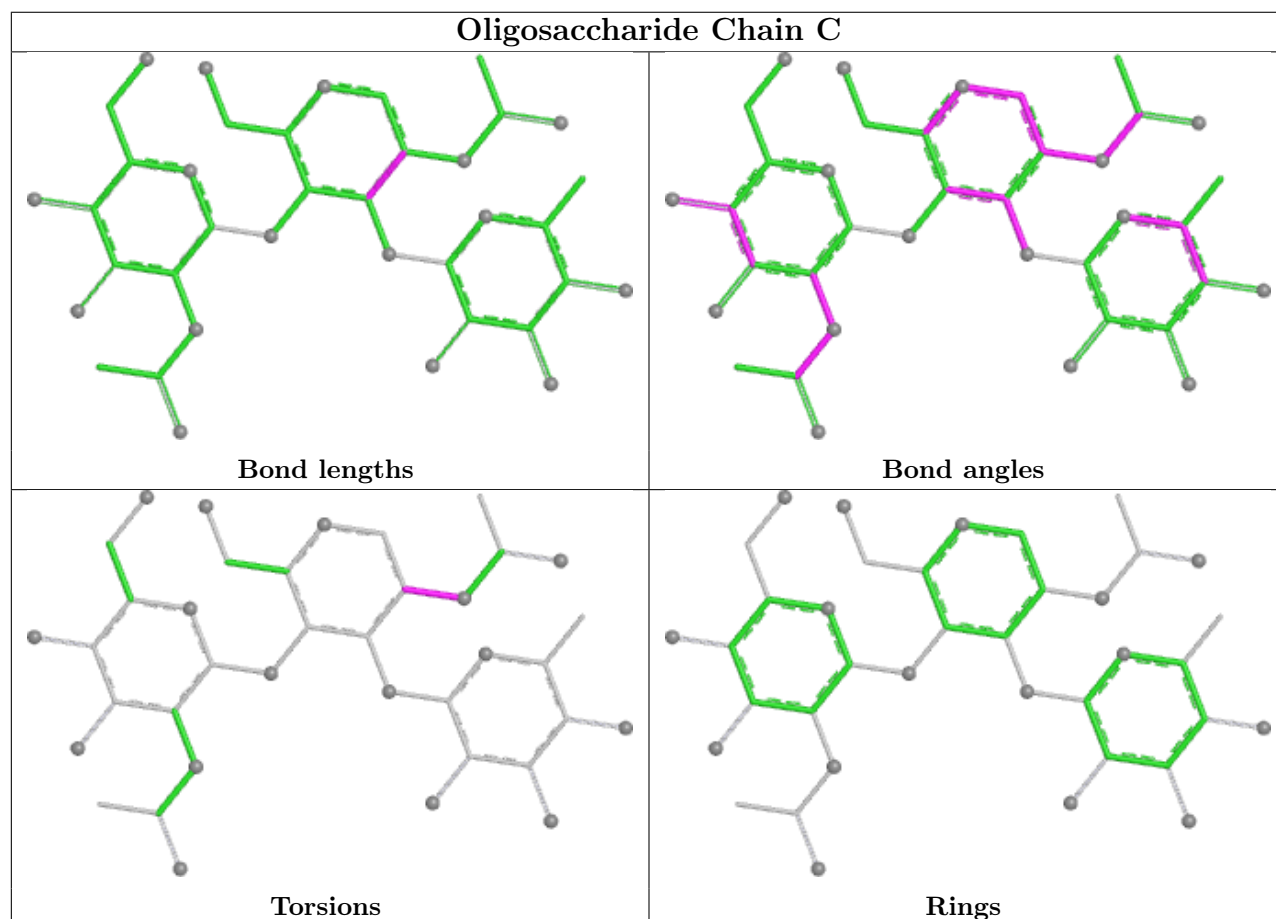 Oligosaccharide Chain C
Bond lengths
Bond angles
Torsions
Rings